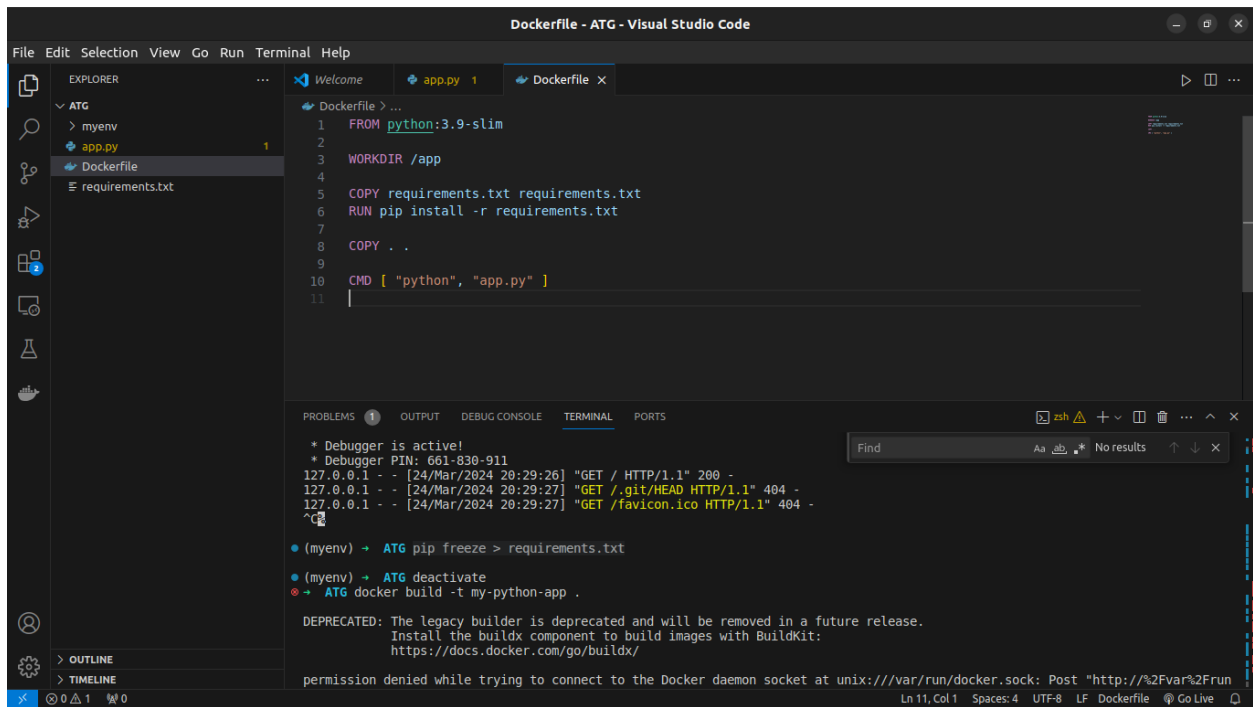 Dockerfile - ATG - Visual Studio Code
File Edit Selection View Go Run Terminal Help
EXPLORER
Welcome
app.py 1
Dockerfile
ATG
myenv
app.py 1
Dockerfile
requirements.txt
Dockerfile > ...
1 FROM python:3.9-slim
2
3 WORKDIR /app
4
5 COPY requirements.txt requirements.txt
6 RUN pip install -r requirements.txt
7
8 COPY . .
9
10 CMD [ "python", "app.py" ]
11
2
PROBLEMS 1 OUTPUT DEBUG CONSOLE TERMINAL PORTS
zsh
Find
Aa ab .* No results
* Debugger is active!
* Debugger PIN: 661-830-911
127.0.0.1 - - [24/Mar/2024 20:29:26] "GET / HTTP/1.1" 200 -
127.0.0.1 - - [24/Mar/2024 20:29:27] "GET /.git/HEAD HTTP/1.1" 404 -
127.0.0.1 - - [24/Mar/2024 20:29:27] "GET /favicon.ico HTTP/1.1" 404 -
^C%
(myenv) → ATG pip freeze > requirements.txt
(myenv) → ATG deactivate
→ ATG docker build -t my-python-app .
DEPRECATED: The legacy builder is deprecated and will be removed in a future release.
Install the buildx component to build images with BuildKit:
https://docs.docker.com/go/buildx/
permission denied while trying to connect to the Docker daemon socket at unix:///var/run/docker.sock: Post "http://%2Fvar%2Frun
OUTLINE
TIMELINE
0 1 0
Ln 11, Col 1 Spaces: 4 UTF-8 LF Dockerfile Go Live